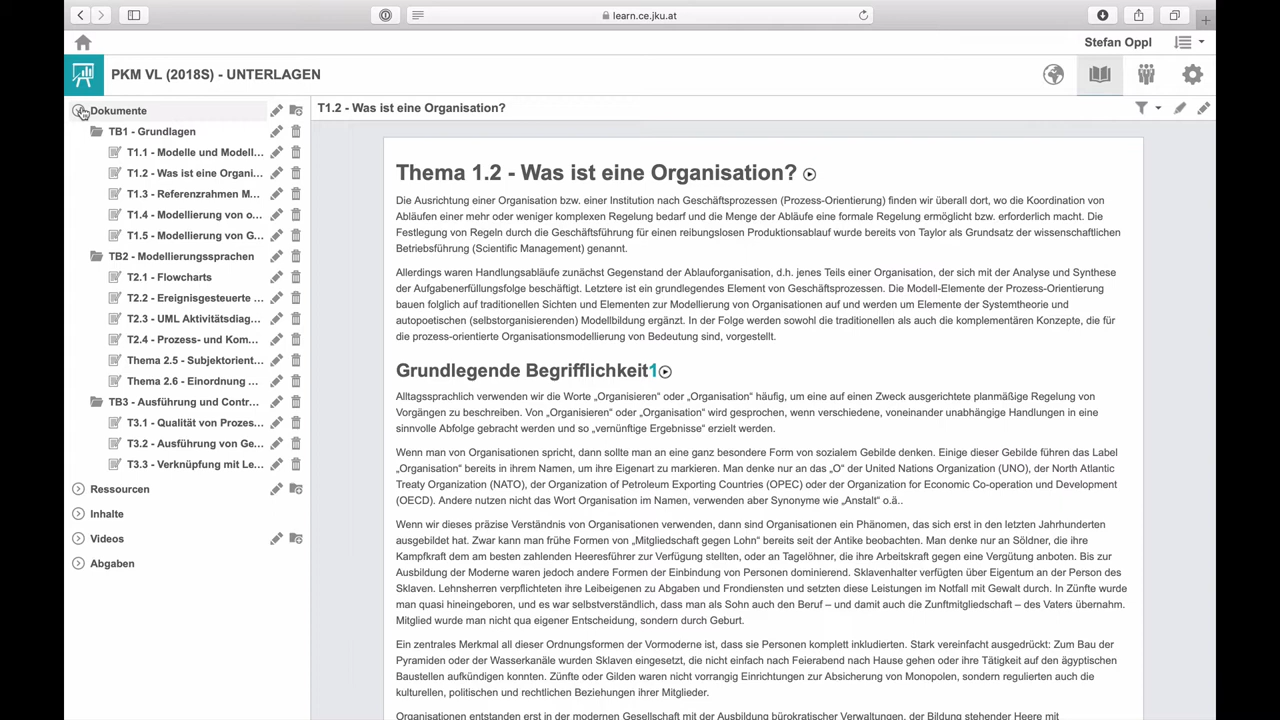 learn.ce.jku.at
Stefan Oppl
PKM VL (2018S) - UNTERLAGEN
Dokumente
TB1 - Grundlagen
T1.1 - Modelle und Modell...
T1.2 - Was ist eine Organi...
T1.3 - Referenzrahmen M...
T1.4 - Modellierung von o...
T1.5 - Modellierung von G...
TB2 - Modellierungssprachen
T2.1 - Flowcharts
T2.2 - Ereignisgesteuerte ...
T2.3 - UML Aktivitätsdiag...
T2.4 - Prozess- und Kom...
Thema 2.5 - Subjektorient...
Thema 2.6 - Einordnung ...
TB3 - Ausführung und Contr...
T3.1 - Qualität von Prozes...
T3.2 - Ausführung von Ge...
T3.3 - Verknüpfung mit Le...
Ressourcen
Inhalte
Videos
Abgaben
T1.2 - Was ist eine Organisation?
Thema 1.2 - Was ist eine Organisation?
Die Ausrichtung einer Organisation bzw. einer Institution nach Geschäftsprozessen (Prozess-Orientierung) finden wir überall dort, wo die Koordination von
Abläufen einer mehr oder weniger komplexen Regelung bedarf und die Menge der Abläufe eine formale Regelung ermöglicht bzw. erforderlich macht. Die
Festlegung von Regeln durch die Geschäftsführung für einen reibungslosen Produktionsablauf wurde bereits von Taylor als Grundsatz der wissenschaftlichen
Betriebsführung (Scientific Management) genannt.
Allerdings waren Handlungsabläufe zunächst Gegenstand der Ablauforganisation, d.h. jenes Teils einer Organisation, der sich mit der Analyse und Synthese
der Aufgabenerfüllungsfolge beschäftigt. Letztere ist ein grundlegendes Element von Geschäftsprozessen. Die Modell-Elemente der Prozess-Orientierung
bauen folglich auf traditionellen Sichten und Elementen zur Modellierung von Organisationen auf und werden um Elemente der Systemtheorie und
autopoetischen (selbstorganisierenden) Modellbildung ergänzt. In der Folge werden sowohl die traditionellen als auch die komplementären Konzepte, die für
die prozess-orientierte Organisationsmodellierung von Bedeutung sind, vorgestellt.
Grundlegende Begrifflichkeit1
Alltagssprachlich verwenden wir die Worte „Organisieren" oder „Organisation" häufig, um eine auf einen Zweck ausgerichtete planmäßige Regelung von
Vorgängen zu beschreiben. Von „Organisieren" oder „Organisation" wird gesprochen, wenn verschiedene, voneinander unabhängige Handlungen in eine
sinnvolle Abfolge gebracht werden und so „vernünftige Ergebnisse" erzielt werden.
Wenn man von Organisationen spricht, dann sollte man an eine ganz besondere Form von sozialem Gebilde denken. Einige dieser Gebilde führen das Label
„Organisation" bereits in ihrem Namen, um ihre Eigenart zu markieren. Man denke nur an das „O" der United Nations Organization (UNO), der North Atlantic
Treaty Organization (NATO), der Organization of Petroleum Exporting Countries (OPEC) oder der Organization for Economic Co-operation und Development
(OECD). Andere nutzen nicht das Wort Organisation im Namen, verwenden aber Synonyme wie „Anstalt" o.ä..
Wenn wir dieses präzise Verständnis von Organisationen verwenden, dann sind Organisationen ein Phänomen, das sich erst in den letzten Jahrhunderten
ausgebildet hat. Zwar kann man frühe Formen von „Mitgliedschaft gegen Lohn" bereits seit der Antike beobachten. Man denke nur an Söldner, die ihre
Kampfkraft dem am besten zahlenden Heeresführer zur Verfügung stellten, oder an Tagelöhner, die ihre Arbeitskraft gegen eine Vergütung anboten. Bis zur
Ausbildung der Moderne waren jedoch andere Formen der Einbindung von Personen dominierend. Sklavenhalter verfügten über Eigentum an der Person des
Sklaven. Lehnsherren verpflichteten ihre Leibeigenen zu Abgaben und Frondiensten und setzten diese Leistungen im Notfall mit Gewalt durch. In Zünfte wurde
man quasi hineingeboren, und es war selbstverständlich, dass man als Sohn auch den Beruf – und damit auch die Zunftmitgliedschaft – des Vaters übernahm.
Mitglied wurde man nicht qua eigener Entscheidung, sondern durch Geburt.
Ein zentrales Merkmal all dieser Ordnungsformen der Vormoderne ist, dass sie Personen komplett inkludierten. Stark vereinfacht ausgedrückt: Zum Bau der
Pyramiden oder der Wasserkanäle wurden Sklaven eingesetzt, die nicht einfach nach Feierabend nach Hause gehen oder ihre Tätigkeit auf den ägyptischen
Baustellen aufkündigen konnten. Zünfte oder Gilden waren nicht vorrangig Einrichtungen zur Absicherung von Monopolen, sondern regulierten auch die
kulturellen, politischen und rechtlichen Beziehungen ihrer Mitglieder.
Organisationen entstanden erst in der modernen Gesellschaft mit der Ausbildung bürokratischer Verwaltungen, der Bildung stehender Heere mit